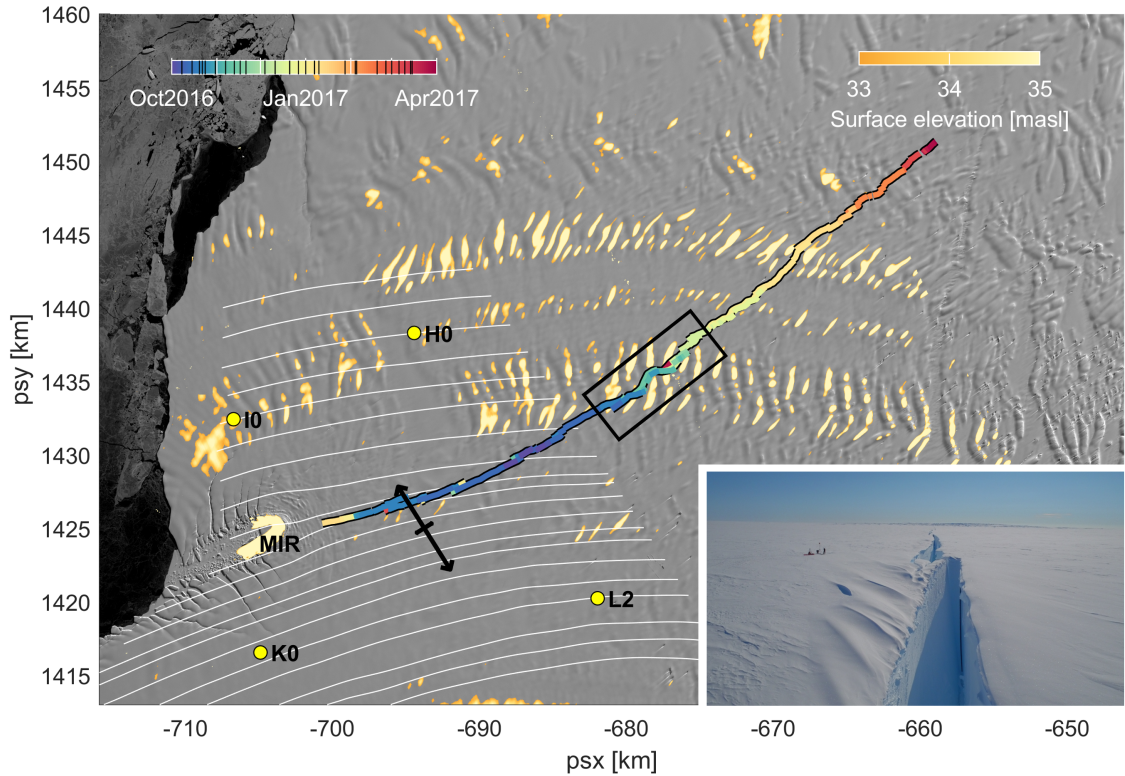 1460
1455
1450
1445
1440
1435
1430
1425
1420
1415
psy [km]
Oct2016 Jan2017 Apr2017
33 34 35
Surface elevation [masl]
H0
I0
MIR
L2
K0
-710 -700 -690 -680 -670 -660 -650
psx [km]